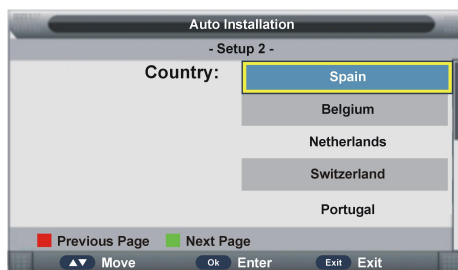 Auto Installation
- Setup 2 -
Country: Spain
Belgium
Netherlands
Switzerland
Portugal
Previous Page Next Page
▲▼ Move Ok Enter Exit Exit